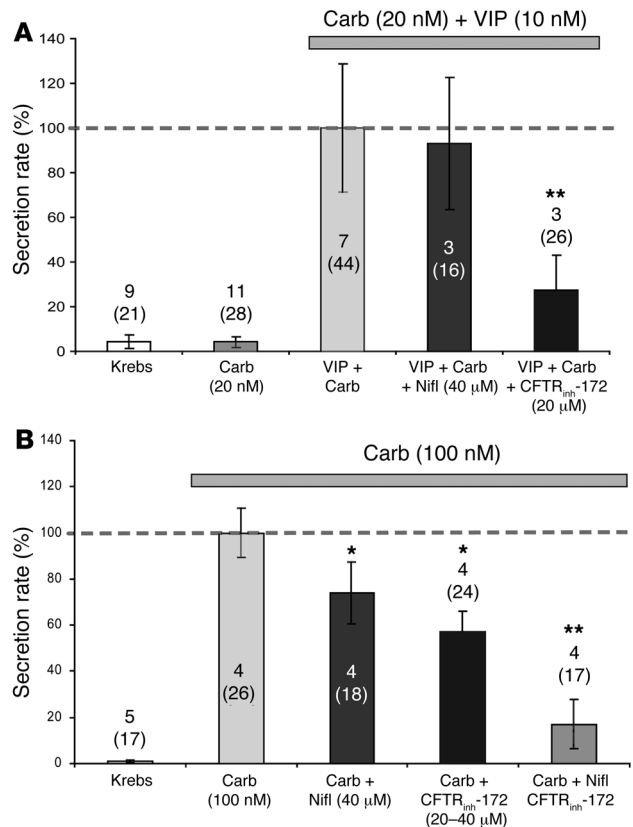 A
Carb (20 nM) + VIP (10 nM)
Secretion rate (%)
140
120
100
80
60
40
20
0
9
(21)
11
(28)
7
(44)
3
(16)
**
3
(26)
Krebs
Carb
(20 nM)
VIP +
Carb
VIP + Carb
+ Nifl (40 μM)
VIP + Carb
+ CFTRinh-172
(20 μM)
B
Carb (100 nM)
Secretion rate (%)
140
120
100
80
60
40
20
0
5
(17)
4
(26)
*
4
(18)
*
4
(24)
**
4
(17)
Krebs
Carb
(100 nM)
Carb +
Nifl (40 μM)
Carb +
CFTRinh-172
(20–40 μM)
Carb + Nifl
CFTRinh-172